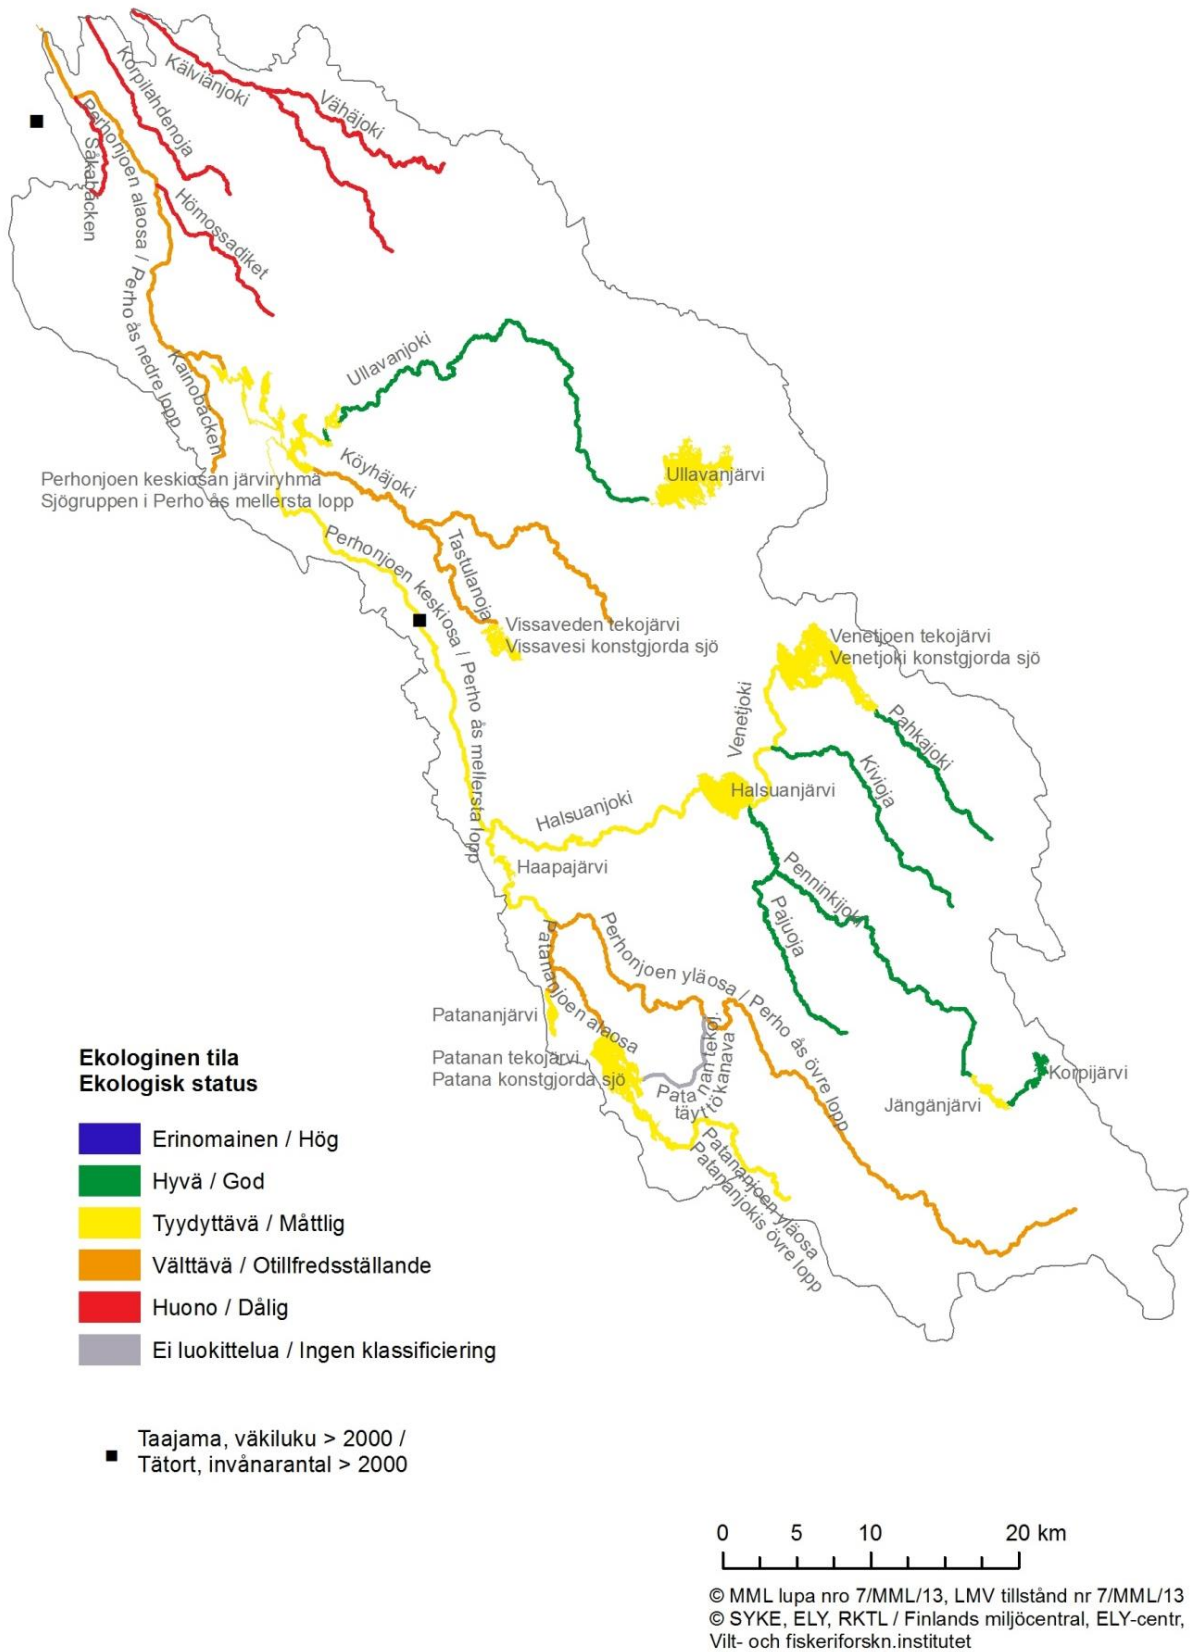 Kälviänjoki
Korpilahdenoja
Vähäjoki
Perhonjoen alaosa / Perho ås nedre lopp
Såkabäcken
Hömossadiket
Kainobäcken
Ullavanjoki
Ullavanjärvi
Köyhäjoki
Perhonjoen keskiosan järviryhmä
Sjögruppen i Perho ås mellersta lopp
Perhonjoen keskiosa / Perho ås mellersta lopp
Tastulanoja
Vissaveden tekojärvi
Vissavesi konstgjorda sjö
Venetjoen tekojärvi
Venetjoki konstgjorda sjö
Venetjoki
Pahkajoki
Kivioja
Halsuanjärvi
Halsuanjoki
Haapajärvi
Penninkijoki
Pajuoja
Perhonjoen yläosa / Perho ås övre lopp
Patananjoen alaosa
Patananjärvi
Patanan tekojärvi
Patana konstgjorda sjö
Patanan tekoj.
täyttökanava
Korpijärvi
Jängänjärvi
Patananjoen yläosa
Patananjokis övre lopp
Ekologinen tila
Ekologisk status
Erinomainen / Hög
Hyvä / God
Tyydyttävä / Måttlig
Välttävä / Otillfredsställande
Huono / Dålig
Ei luokittelua / Ingen klassificiering
Taajama, väkiluku > 2000 /
Tätort, invånarantal > 2000
0 5 10 20 km
© MML lupa nro 7/MML/13, LMV tillstånd nr 7/MML/13
© SYKE, ELY, RKTL / Finlands miljöcentral, ELY-centr,
Vilt- och fiskeriforskn.institutet